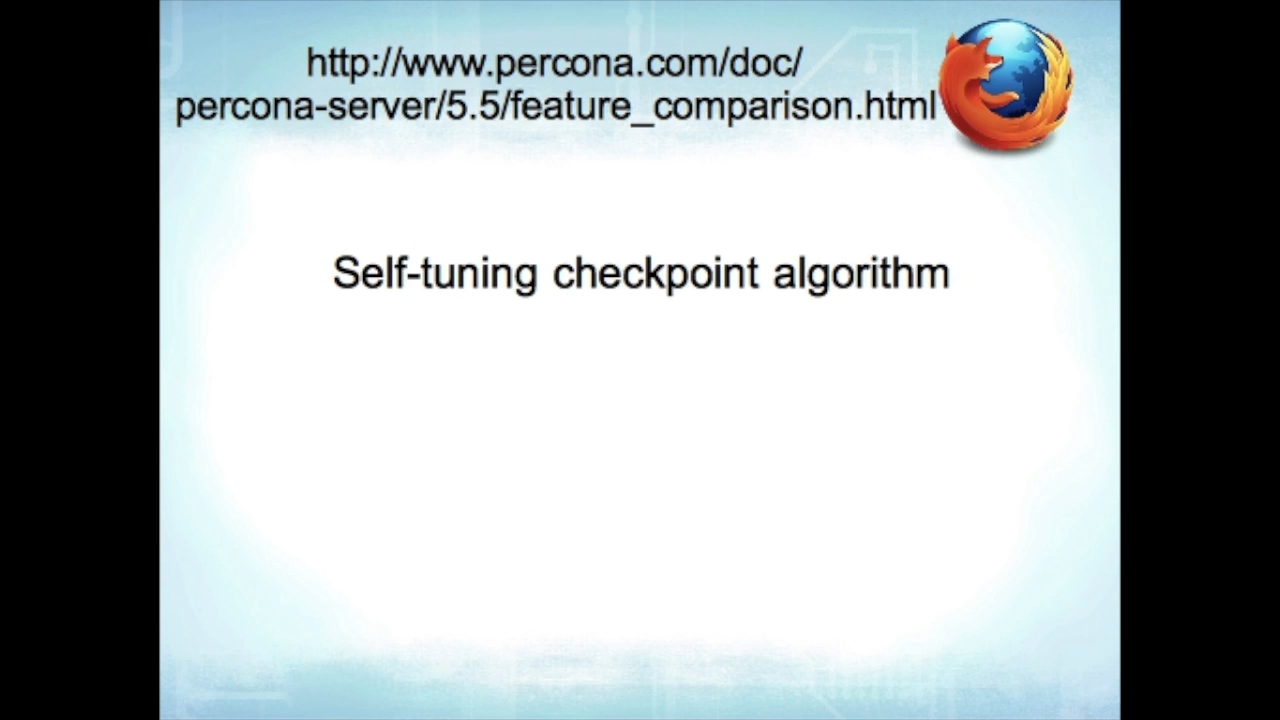 http://www.percona.com/doc/
percona-server/5.5/feature_comparison.html
Self-tuning checkpoint algorithm